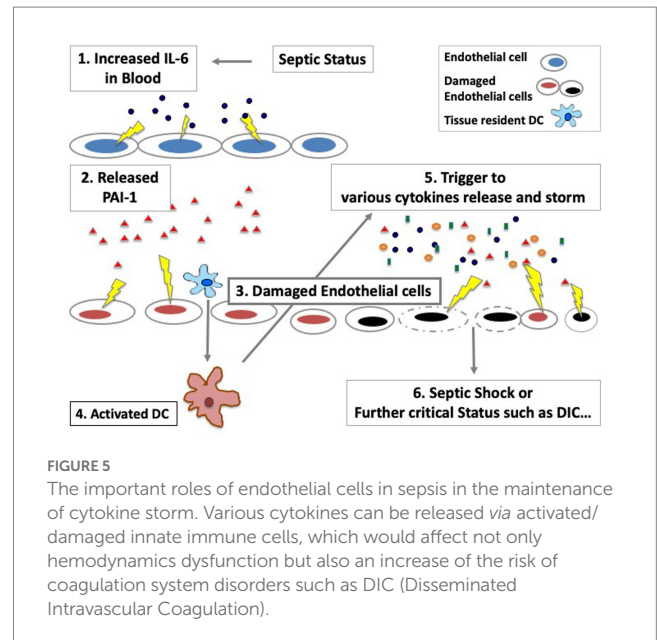 1. Increased IL-6
in Blood
Septic Status
Endothelial cell
Damaged
Endothelial cells
Tissue resident DC
2. Released
PAI-1
5. Trigger to
various cytokines release and storm
3. Damaged Endothelial cells
4. Activated DC
6. Septic Shock or
Further critical Status such as DIC...
FIGURE 5
The important roles of endothelial cells in sepsis in the maintenance
of cytokine storm. Various cytokines can be released via activated/
damaged innate immune cells, which would affect not only
hemodynamics dysfunction but also an increase of the risk of
coagulation system disorders such as DIC (Disseminated
Intravascular Coagulation).